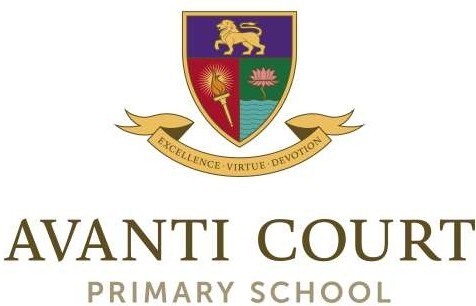 EXCELLENCE · VIRTUE · DEVOTION
AVANTI COURT
PRIMARY SCHOOL